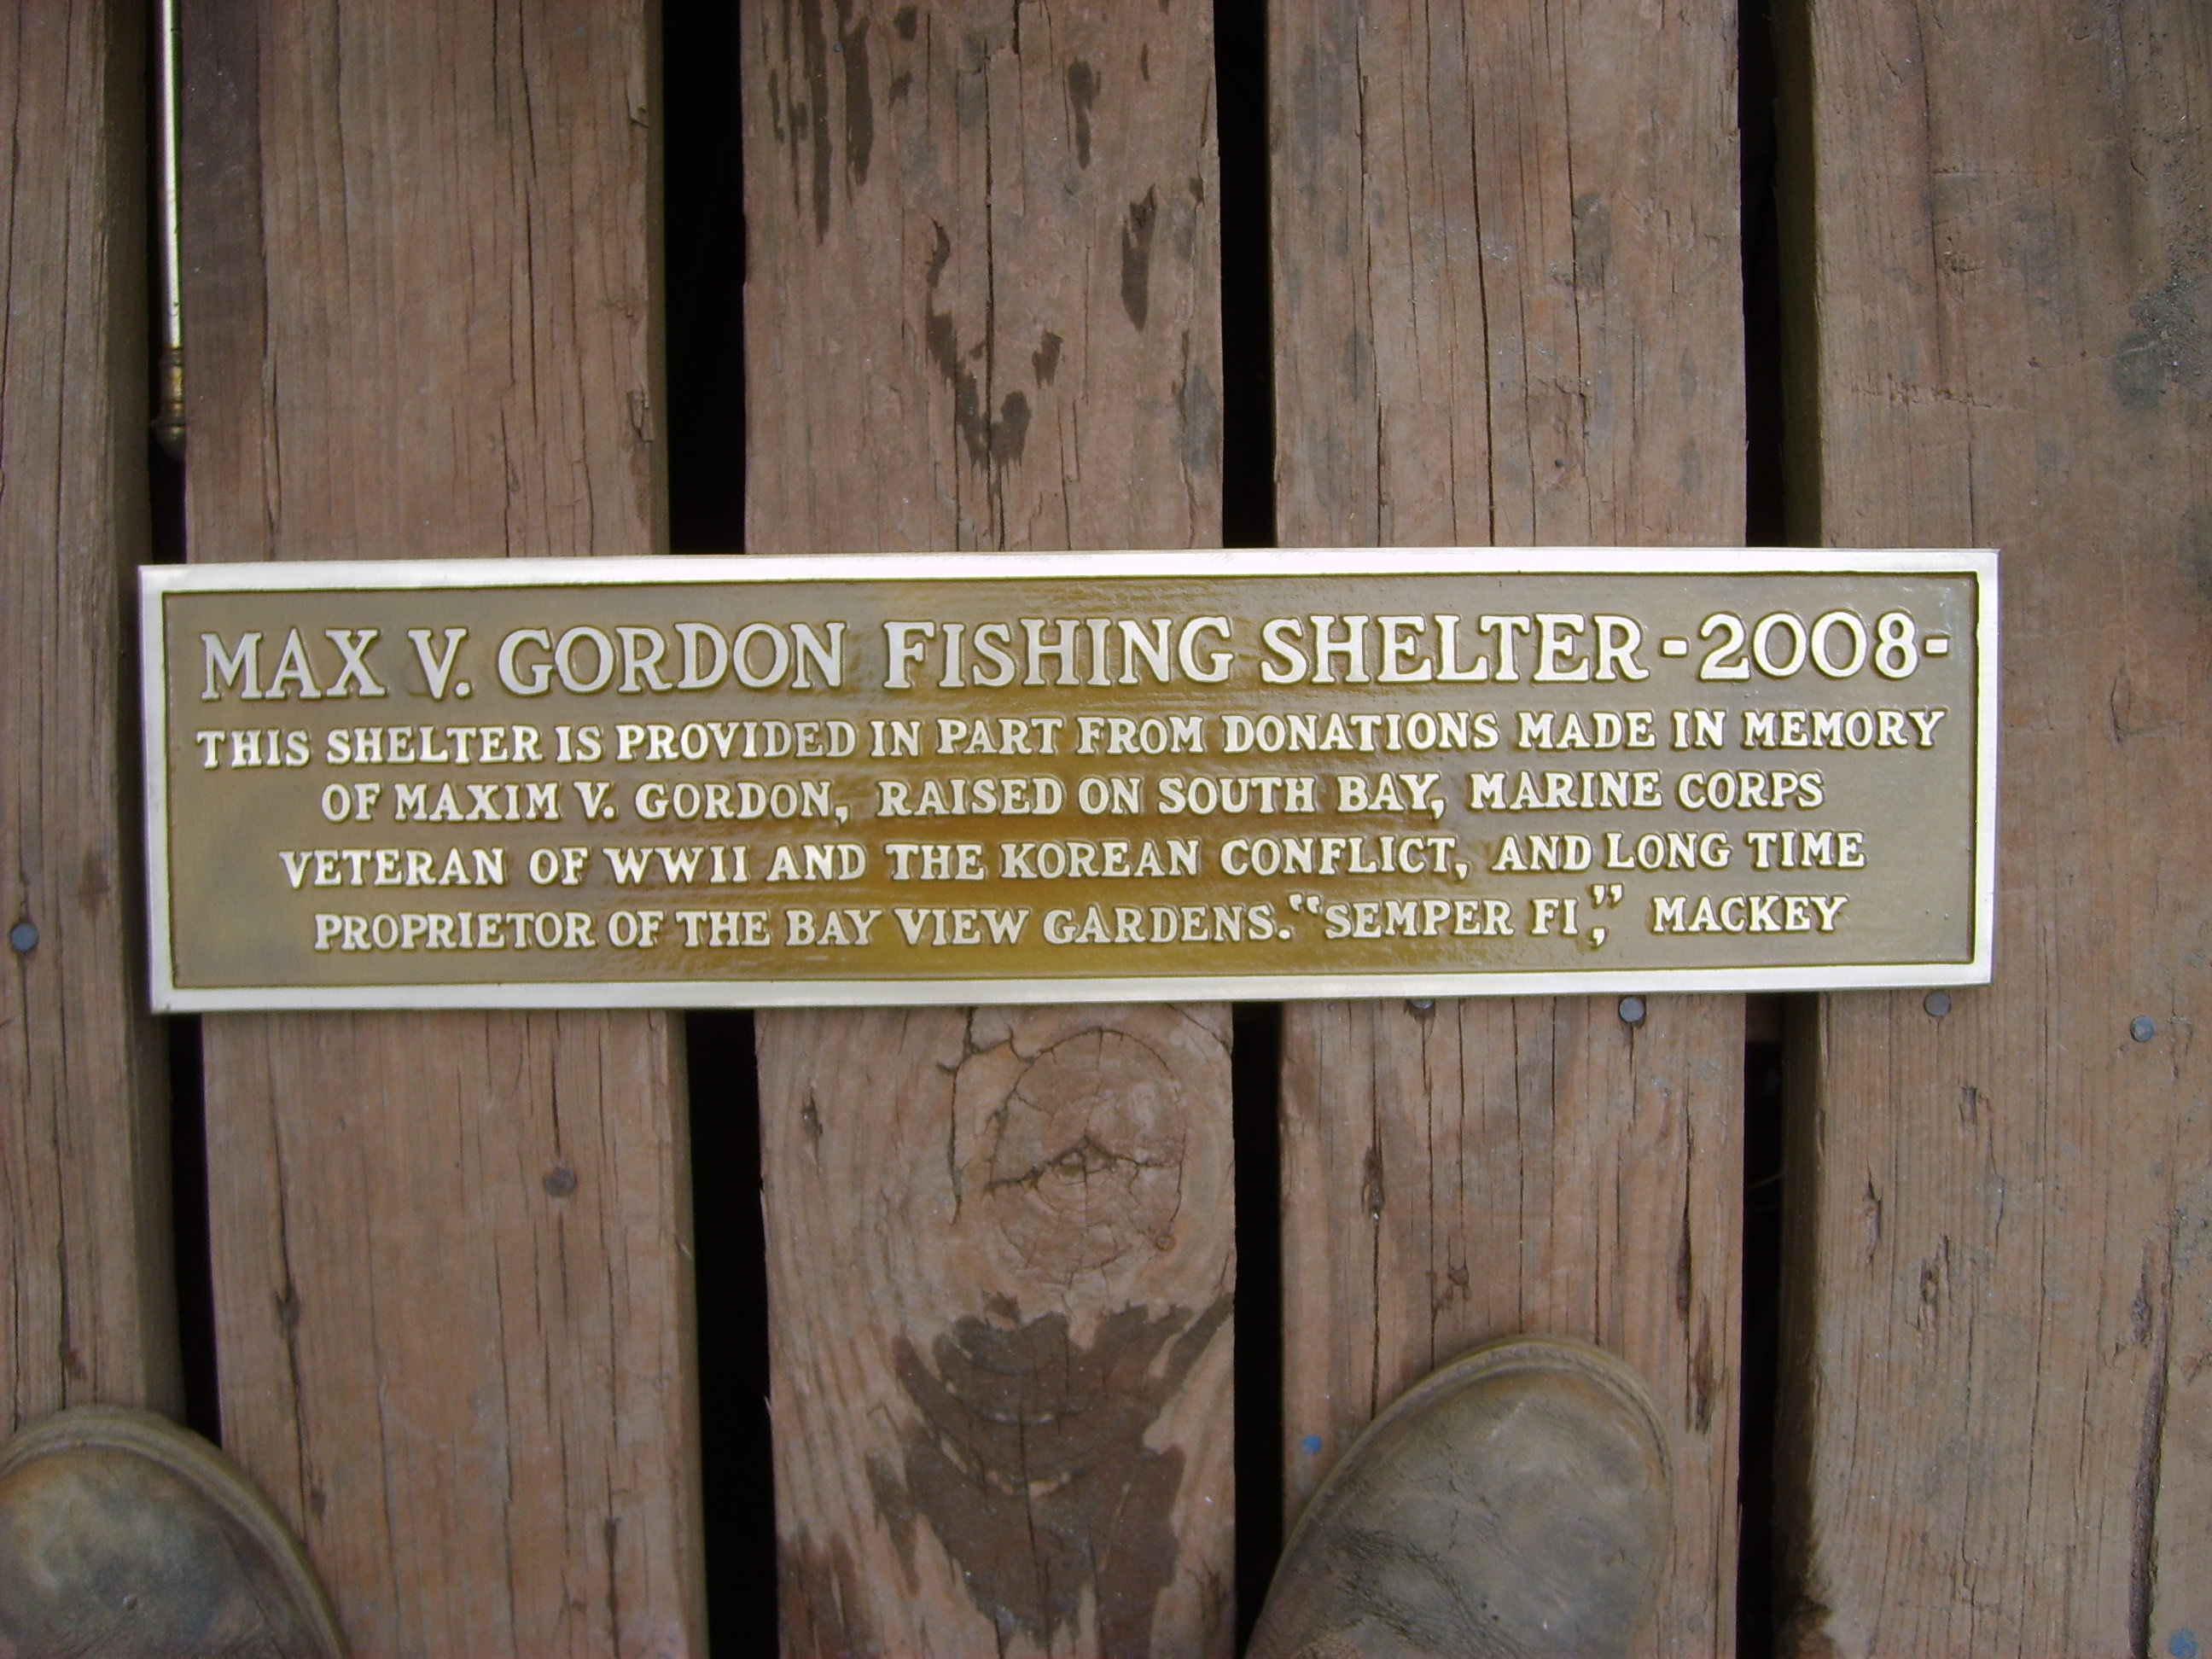 MAX V. GORDON FISHING SHELTER -2008-
THIS SHELTER IS PROVIDED IN PART FROM DONATIONS MADE IN MEMORY
OF MAXIM V. GORDON, RAISED ON SOUTH BAY, MARINE CORPS
VETERAN OF WWII AND THE KOREAN CONFLICT, AND LONG TIME
PROPRIETOR OF THE BAY VIEW GARDENS. "SEMPER FI," MACKEY